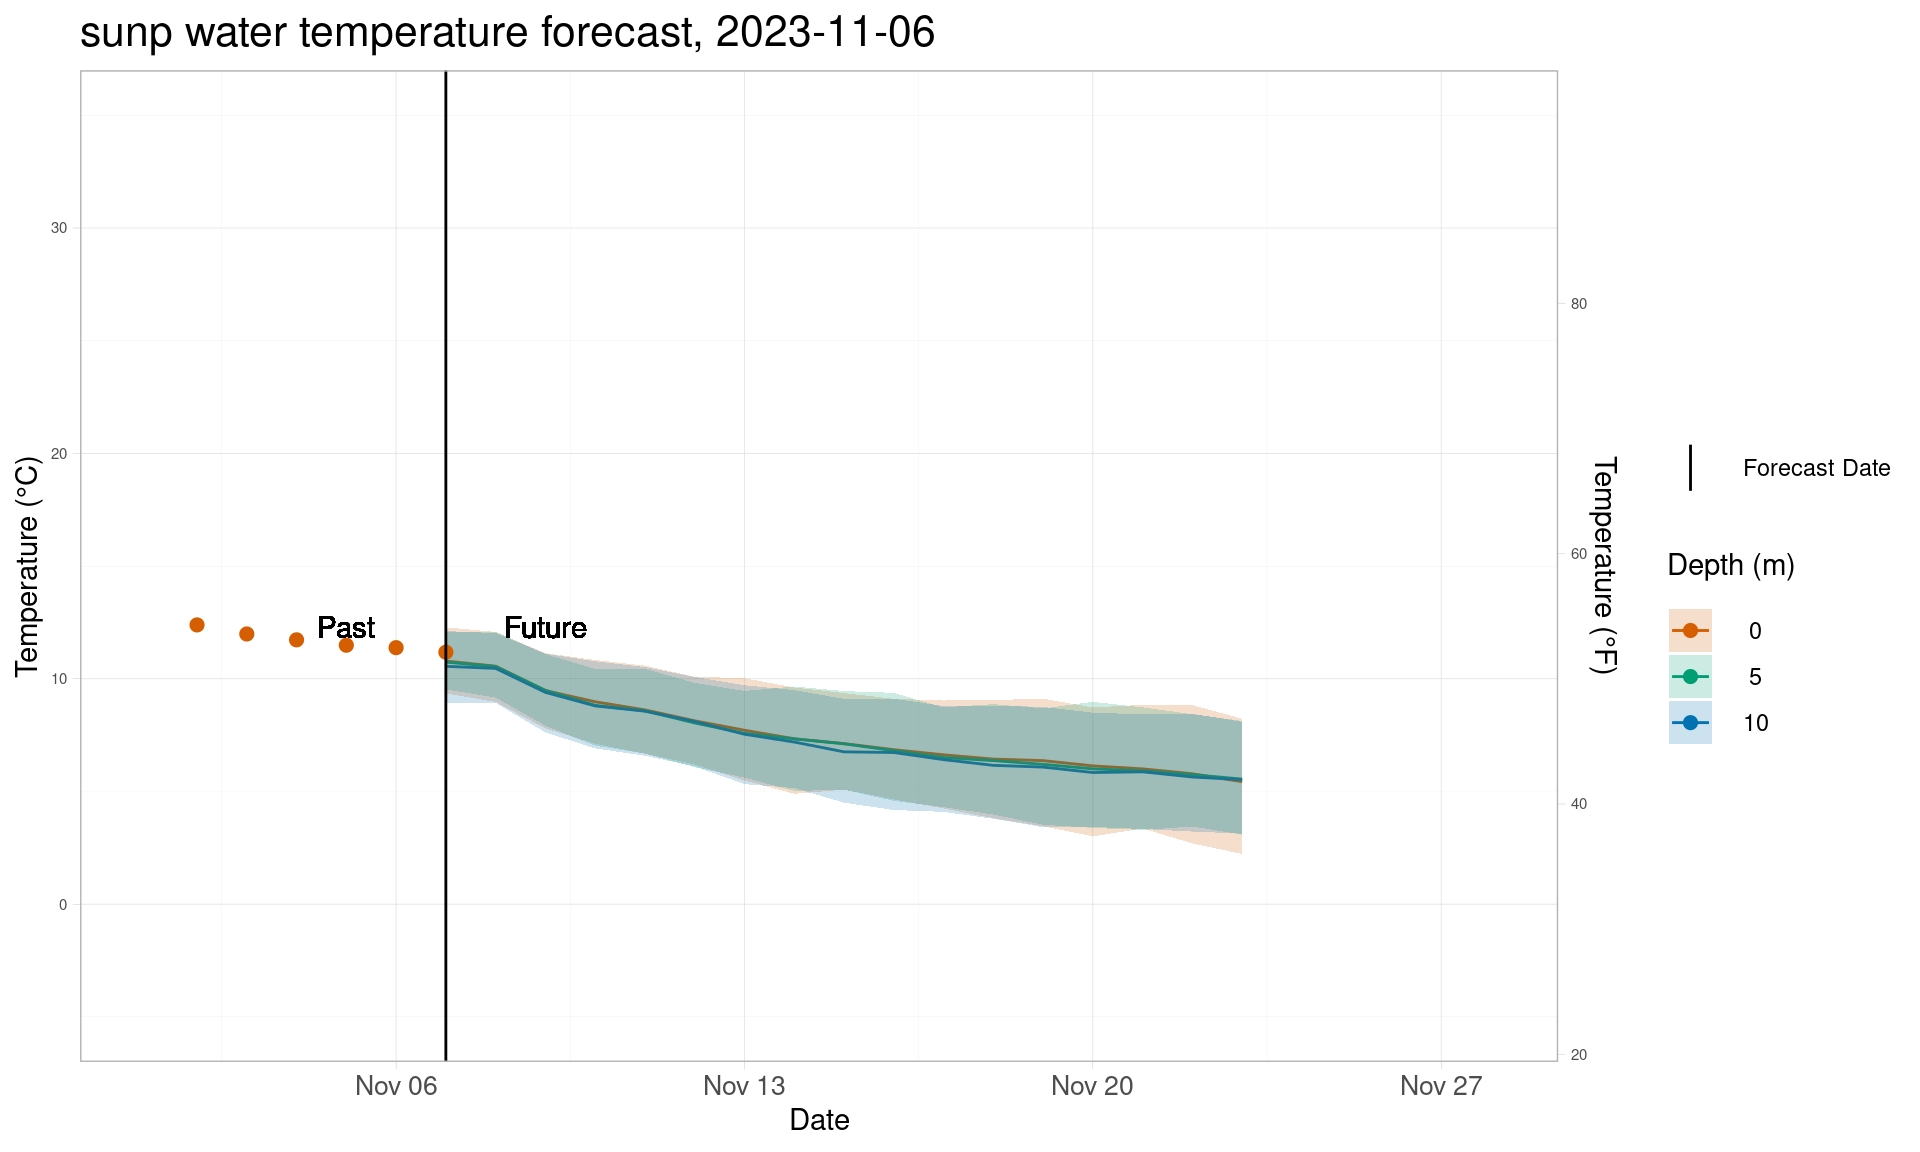 sunp water temperature forecast, 2023-11-06
30
20
10
0
Temperature (°C)
Past
Future
80
60
40
20
Temperature (°F)
Nov 06
Nov 13
Nov 20
Nov 27
Date
Forecast Date
Depth (m)
0
5
10